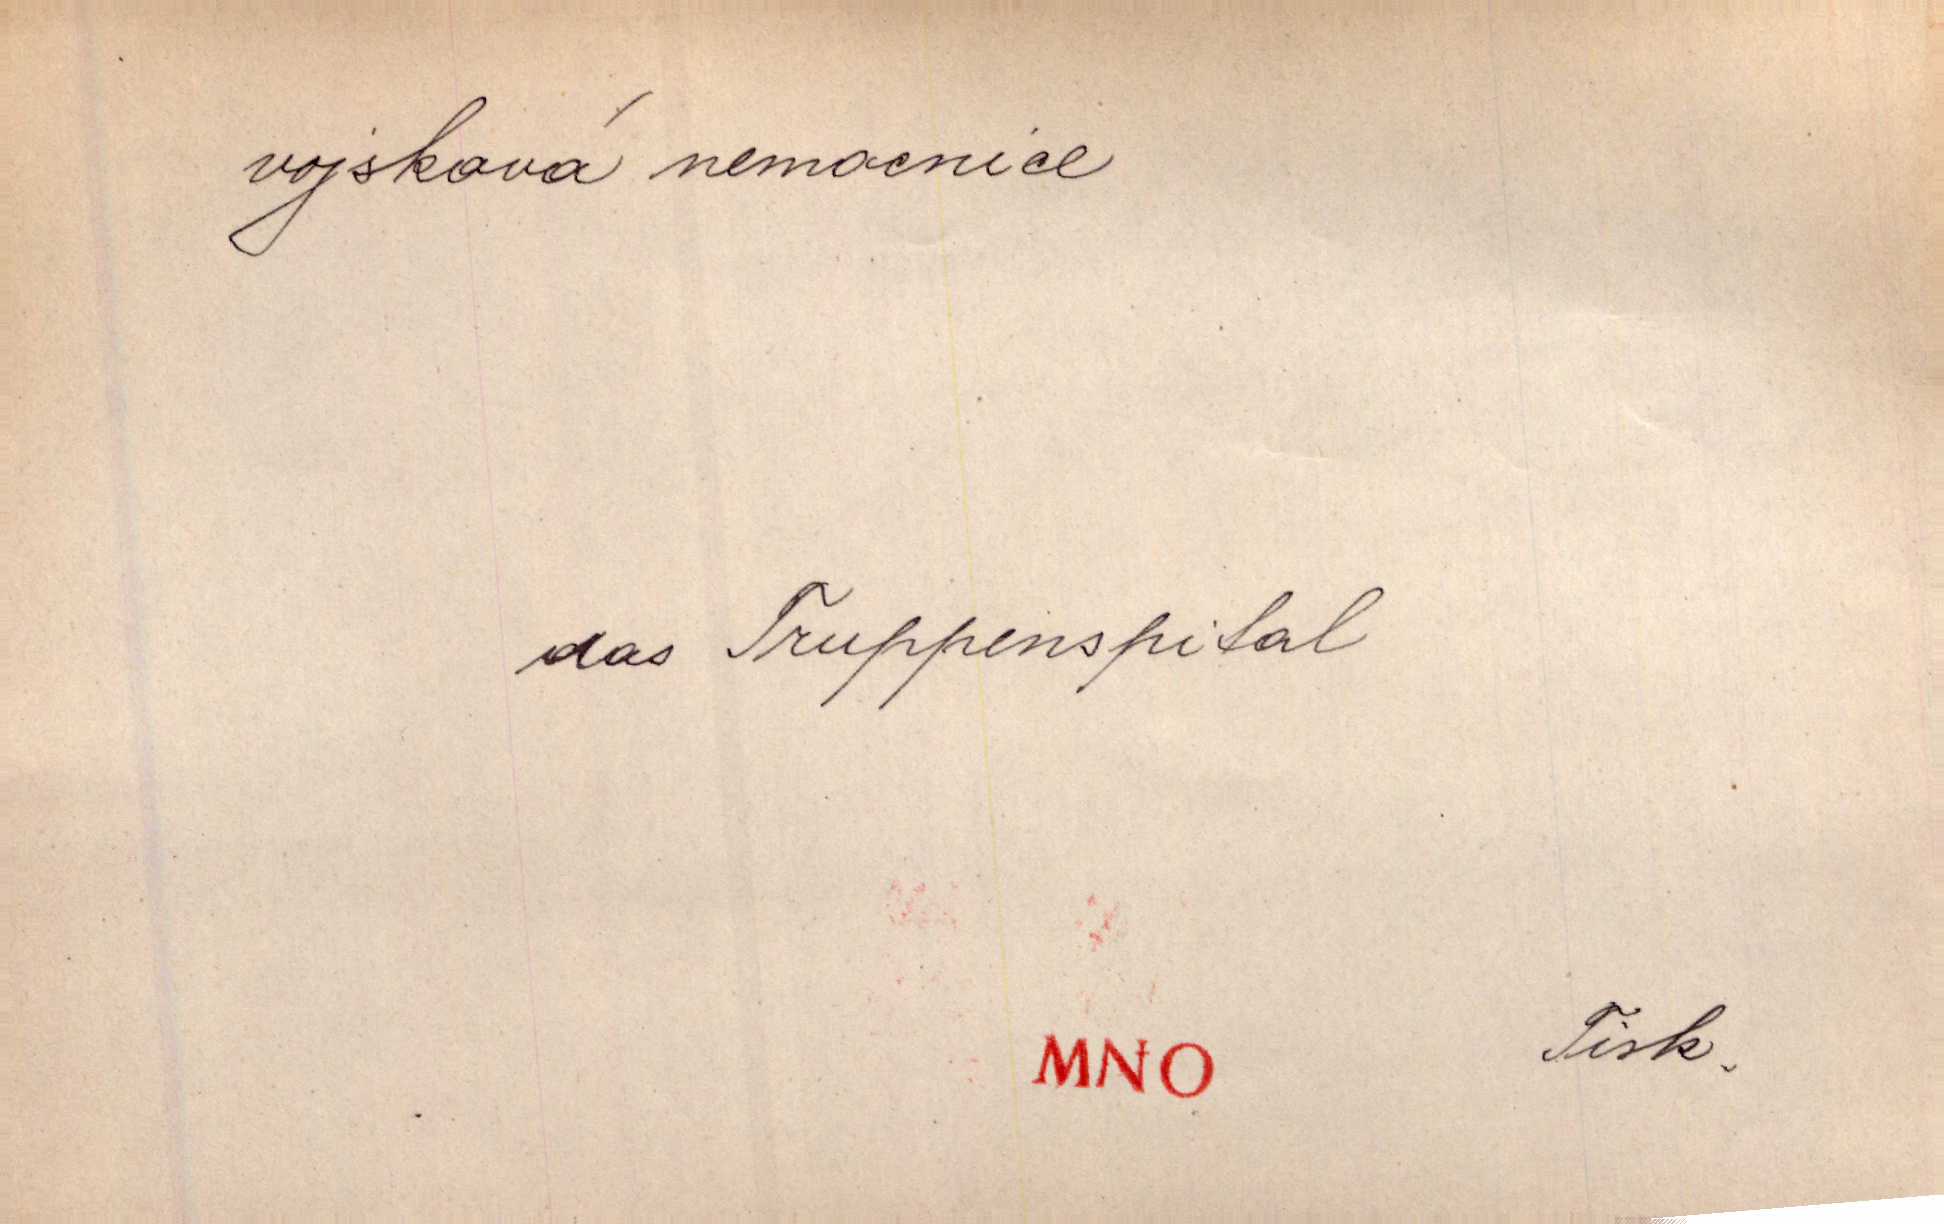 vojsková nemocnice
das Truppenspital
MNO
Tisk.